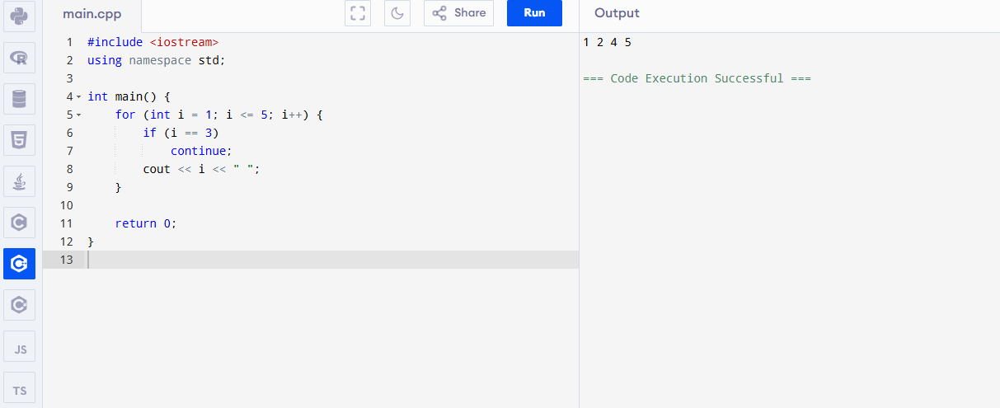 main.cpp
Share
Run
Output
1 #include <iostream>
2 using namespace std;
3
4 int main() {
5     for (int i = 1; i <= 5; i++) {
6         if (i == 3)
7             continue;
8         cout << i << " ";
9     }
10
11     return 0;
12 }
13
1 2 4 5
=== Code Execution Successful ===
R
5
C
C
C
JS
TS